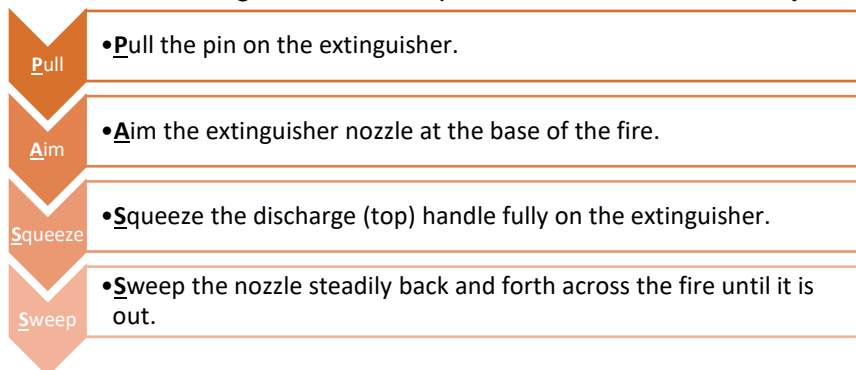 Pull
•Pull the pin on the extinguisher.
Aim
•Aim the extinguisher nozzle at the base of the fire.
Squeeze
•Squeeze the discharge (top) handle fully on the extinguisher.
Sweep
•Sweep the nozzle steadily back and forth across the fire until it is
out.